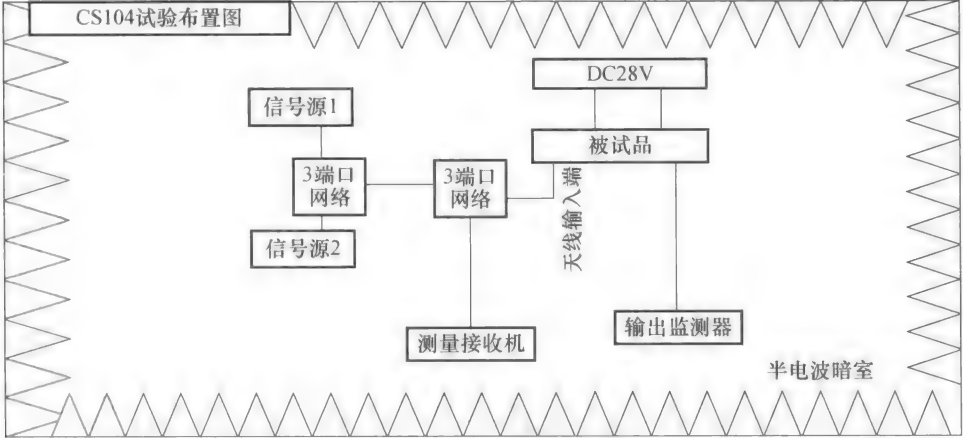 CS104试验布置图
DC28V
信号源1
被试品
3端口
网络
3端口
网络
天线输入端
信号源2
输出监测器
测量接收机
半电波暗室